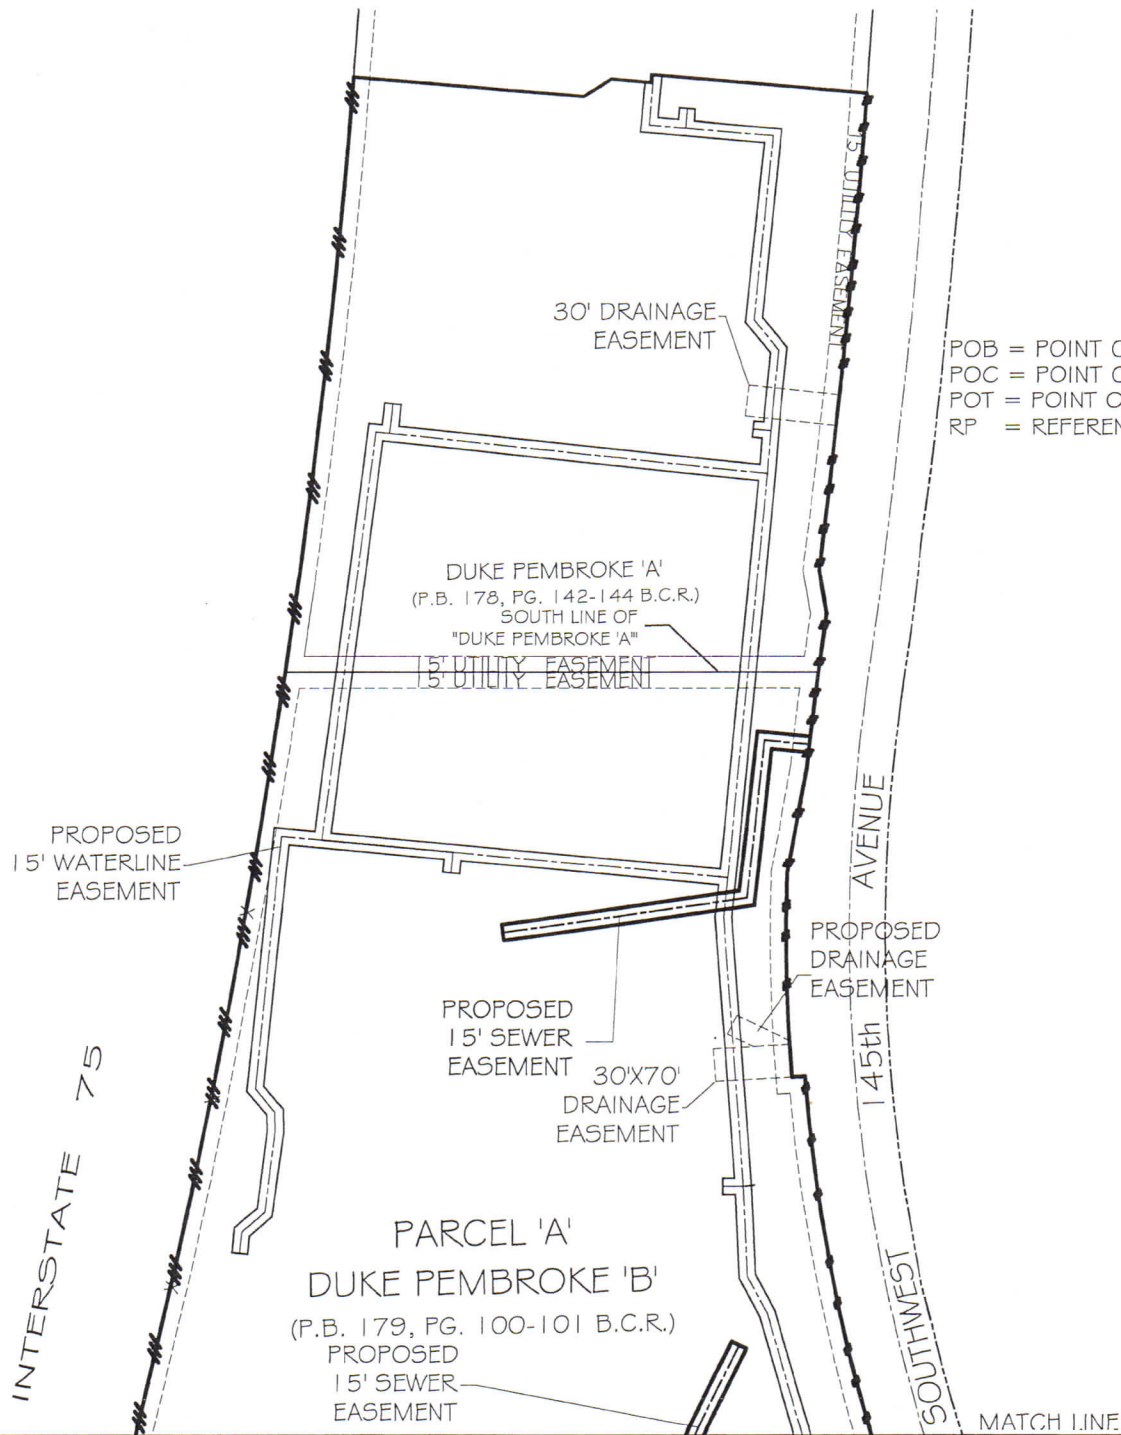 15' UTILITY EASEMENT
30' DRAINAGE
EASEMENT
POB = POINT O
POC = POINT O
POT = POINT O
RP = REFEREN
DUKE PEMBROKE 'A'
(P.B. 178, PG. 142-144 B.C.R.)
SOUTH LINE OF
"DUKE PEMBROKE 'A'"
15' UTILITY EASEMENT
15' UTILITY EASEMENT
PROPOSED
15' WATERLINE
EASEMENT
PROPOSED
DRAINAGE
EASEMENT
PROPOSED
15' SEWER
EASEMENT
30'X70'
DRAINAGE
EASEMENT
INTERSTATE 75
SOUTHWEST 145th AVENUE
PARCEL 'A'
DUKE PEMBROKE 'B'
(P.B. 179, PG. 100-101 B.C.R.)
PROPOSED
15' SEWER
EASEMENT
MATCH LINE